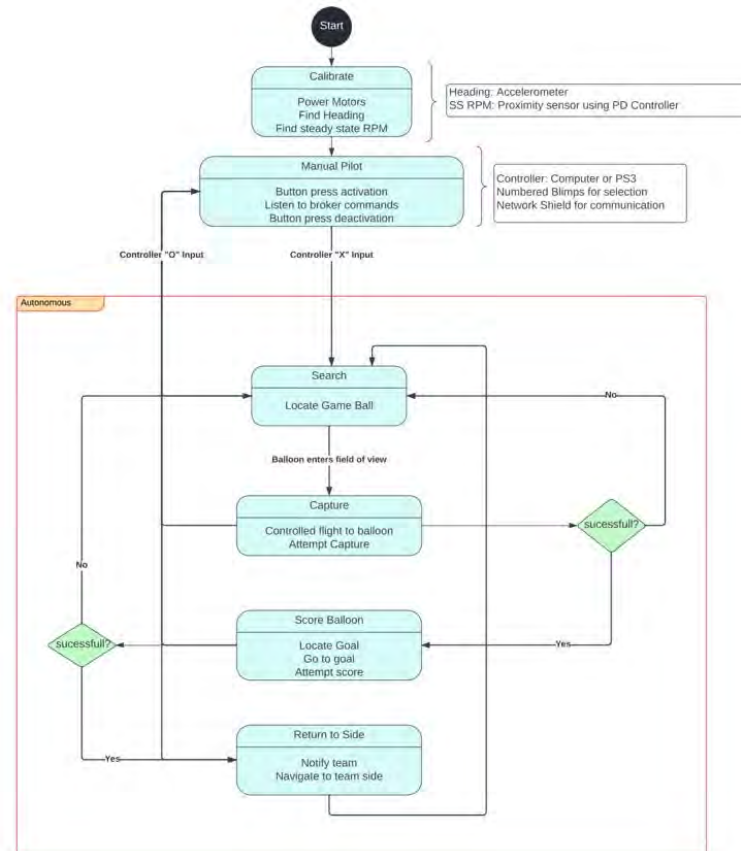 Start
Calibrate
Power Motors
Find Heading
Find steady state RPM
Heading: Accelerometer
SS RPM: Proximity sensor using PD Controller
Manual Pilot
Button press activation
Listen to broker commands
Button press deactivation
Controller: Computer or PS3
Numbered Blimps for selection
Network Shield for communication
Controller "O" Input
Controller "X" Input
Autonomous
Search
Locate Game Ball
No
Balloon enters field of view
Capture
Controlled flight to balloon
Attempt Capture
sucessfull?
No
Score Balloon
Locate Goal
Go to goal
Attempt score
sucessfull?
Yes
Return to Side
Notify team
Navigate to team side
Yes